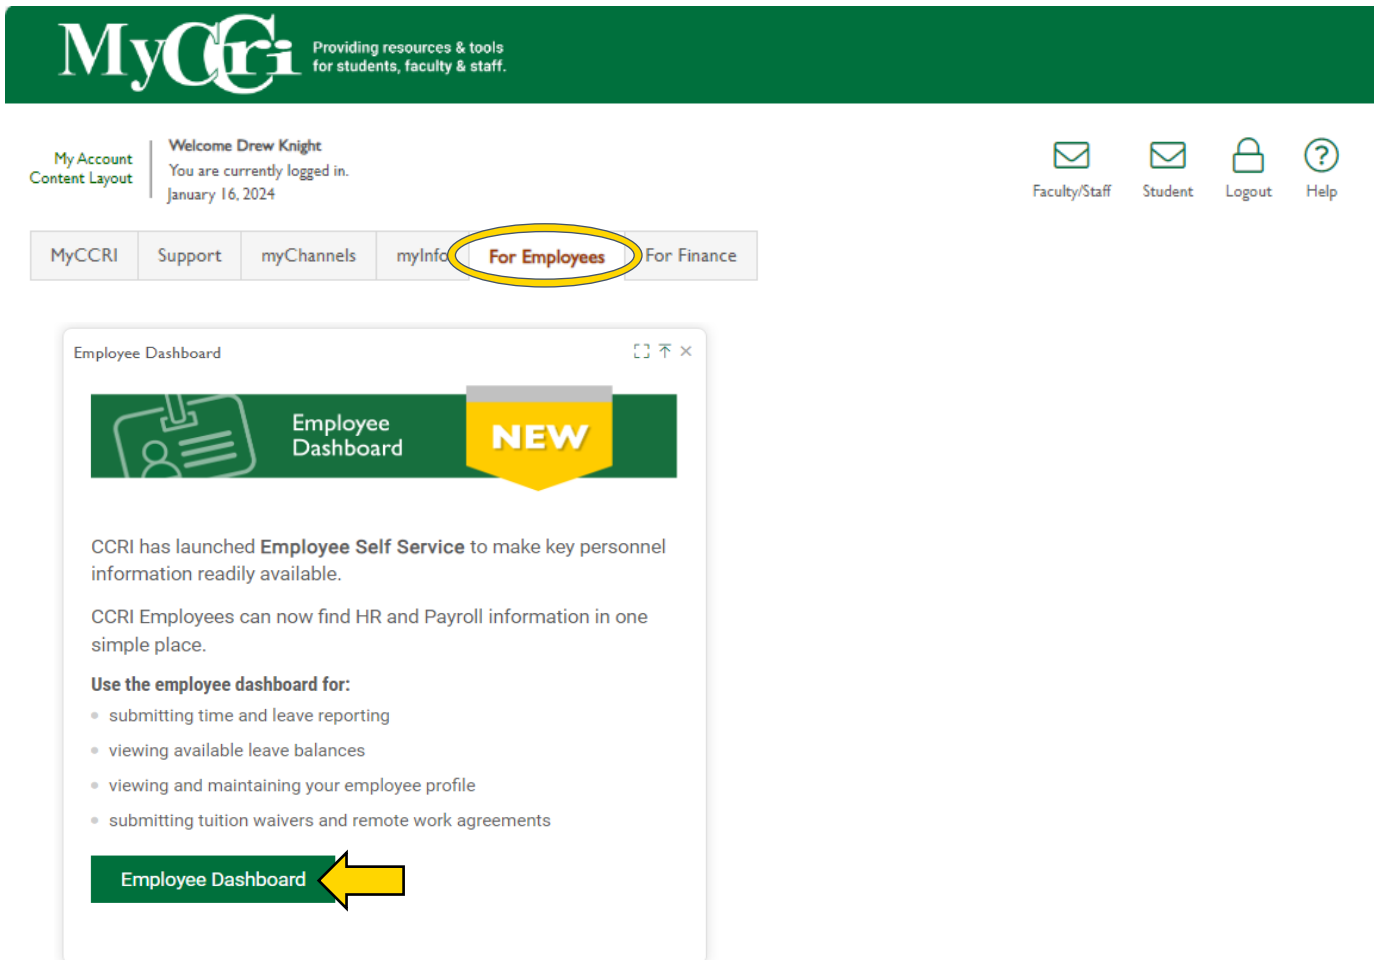 MyCCRI
Providing resources & tools
for students, faculty & staff.
My Account
Content Layout
Welcome Drew Knight
You are currently logged in.
January 16, 2024
Faculty/Staff
Student
Logout
Help
MyCCRI
Support
myChannels
myInfo
For Employees
For Finance
Employee Dashboard
Employee
Dashboard
NEW
CCRI has launched Employee Self Service to make key personnel
information readily available.
CCRI Employees can now find HR and Payroll information in one
simple place.
Use the employee dashboard for:
submitting time and leave reporting
viewing available leave balances
viewing and maintaining your employee profile
submitting tuition waivers and remote work agreements
Employee Dashboard